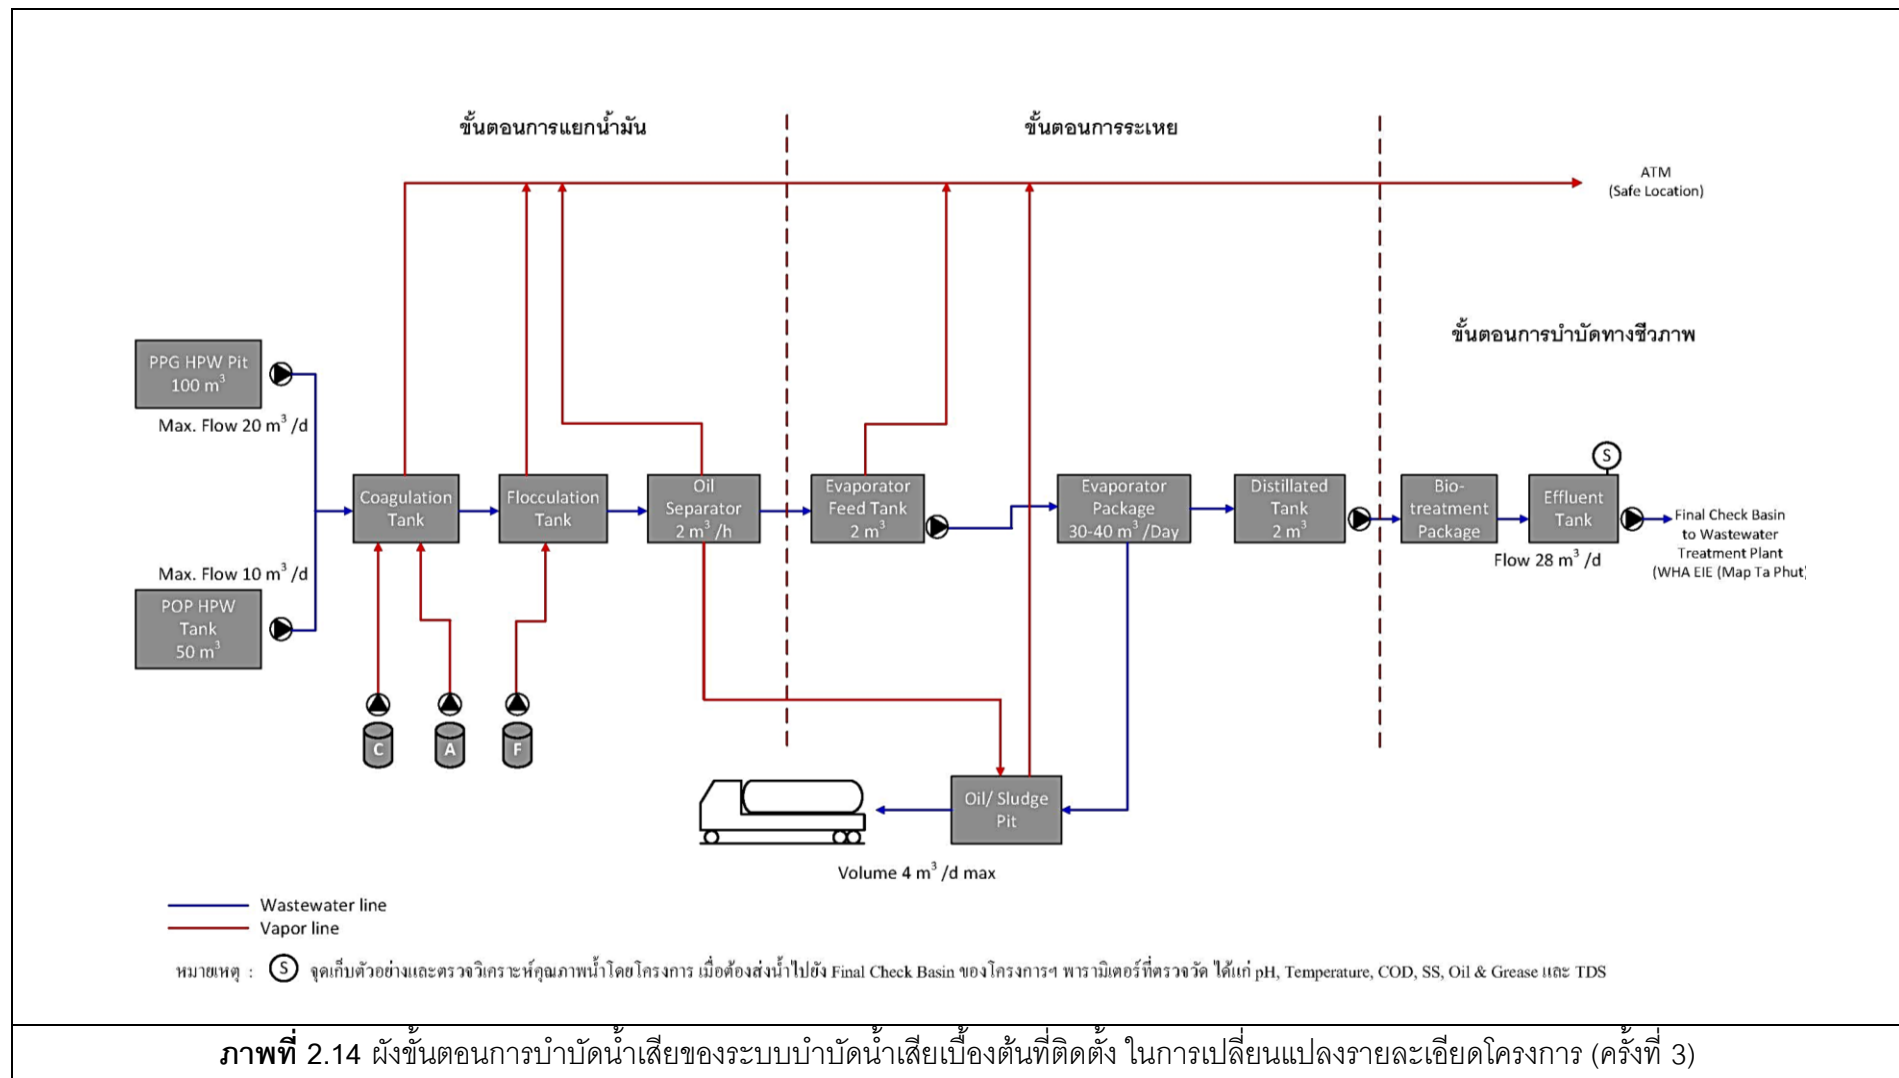 ขั้นตอนการแยกน้ำมัน
ขั้นตอนการระเหย
ATM
(Safe Location)
ขั้นตอนการบำบัดทางชีวภาพ
PPG HPW Pit
100 m³
Max. Flow 20 m³ /d
Coagulation
Tank
Flocculation
Tank
Oil
Separator
2 m³ /h
Evaporator
Feed Tank
2 m³
Evaporator
Package
30-40 m³ /Day
Distillated
Tank
2 m³
Bio-
treatment
Package
S
Effluent
Tank
Flow 28 m³ /d
Final Check Basin
to Wastewater
Treatment Plant
(WHA EIE (Map Ta Phut)
Max. Flow 10 m³ /d
POP HPW
Tank
50 m³
C
A
F
Oil/ Sludge
Pit
Volume 4 m³ /d max
Wastewater line
Vapor line
หมายเหตุ : S จุดเก็บตัวอย่างและตรวจวิเคราะห์คุณภาพน้ำโดยโครงการ เมื่อต้องส่งน้ำไปยัง Final Check Basin ของโครงการฯ พารามิเตอร์ที่ตรวจวัด ได้แก่ pH, Temperature, COD, SS, Oil & Grease และ TDS
ภาพที่ 2.14 ผังขั้นตอนการบำบัดน้ำเสียของระบบบำบัดน้ำเสียเบื้องต้นที่ติดตั้ง ในการเปลี่ยนแปลงรายละเอียดโครงการ (ครั้งที่ 3)